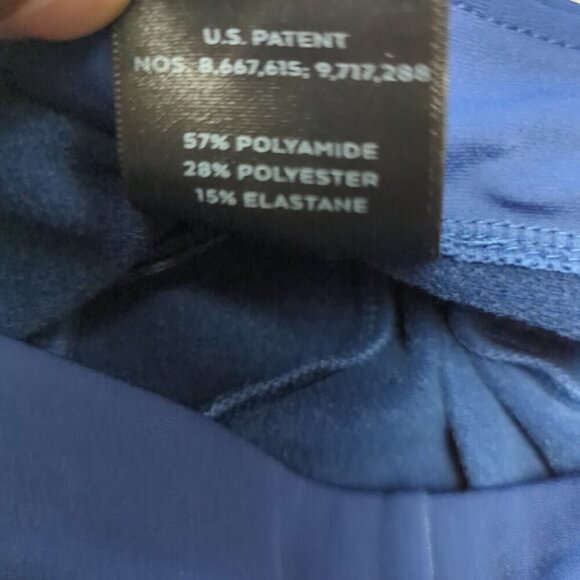 U.S. PATENT
NOS. 8,667,615; 9,717,288
57% POLYAMIDE
28% POLYESTER
15% ELASTANE